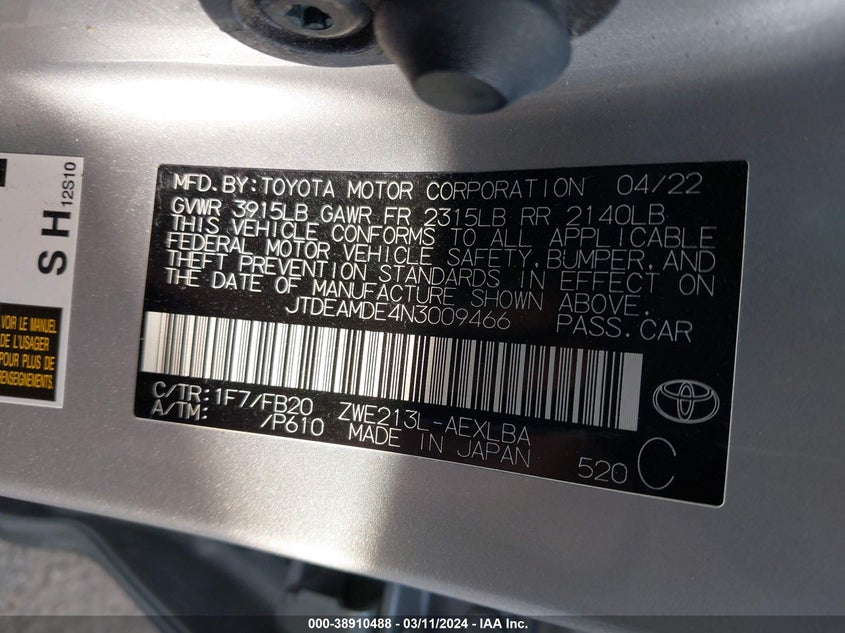 MFD.BY:TOYOTA MOTOR CORPORATION 04/22
GVWR 3915LB GAWR FR 2315LB RR 2140LB
THIS VEHICLE CONFORMS TO ALL APPLICABLE
FEDERAL MOTOR VEHICLE SAFETY,BUMPER,AND
THEFT PREVENTION STANDARDS IN EFFECT ON
THE DATE OF MANUFACTURE SHOWN ABOVE.
JTDEAMDE4N3009466 PASS.CAR
C/TR:1F7/FB20 ZWE213L-AEXLBA
A/TM: /P610 MADE IN JAPAN
520 C
SH
12S10
VOIR LE MANUEL
DE L'USAGER
POUR PLUS DE
RENSEIGNEMENTS.
000-38910488 - 03/11/2024 - IAA Inc.